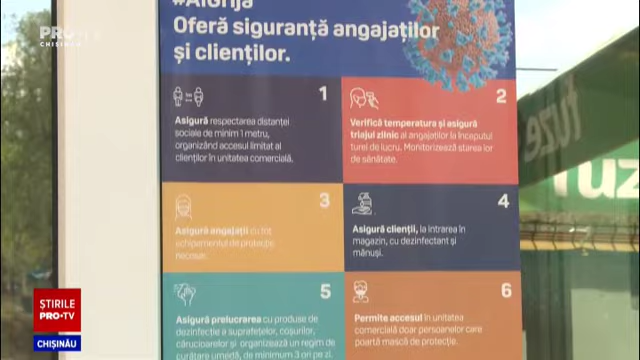 #AiGrijă
Oferă siguranță angajaților
și clienților.
PRO TV
CHIȘINĂU
1
Asigură respectarea distanței
sociale de minim 1 metru,
organizând accesul limitat al
clienților în unitatea comercială.
2
Verifică temperatura și asigură
triajul zilnic al angajaților la începutul
turei de lucru. Monitorizează starea lor
de sănătate.
3
Asigură angajații cu tot
echipamentul de protecție
necesar.
4
Asigură clienții, la intrarea în
magazin, cu dezinfectant și
mănuși.
5
Asigură prelucrarea cu produse de
dezinfecție a suprafețelor, coșurilor,
cărucioarelor și organizează un regim de
curățare umedă, de minimum 3 ori pe zi.
6
Permite accesul în unitatea
comercială doar persoanelor care
poartă mască de protecție.
fuze
ȘTIRILE
PRO•TV
CHIȘINĂU